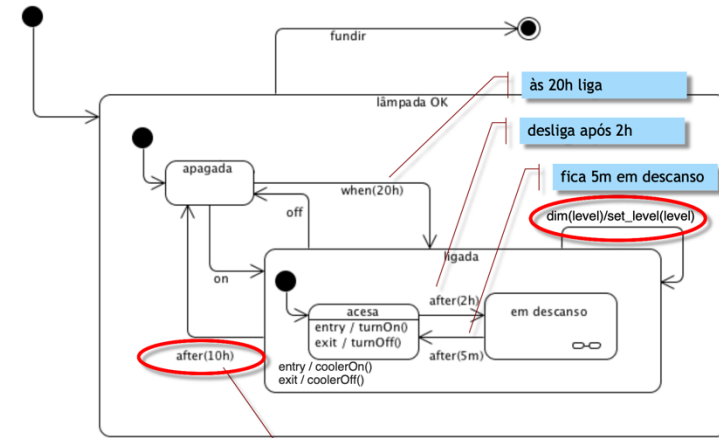 fundir
às 20h liga
lâmpada OK
desliga após 2h
apagada
fica 5m em descanso
when(20h)
off
dim(level)/set_level(level)
ligada
on
acesa
after(2h)
em descanso
entry / turnOn()
exit / turnOff()
after(10h)
after(5m)
entry / coolerOn()
exit / coolerOff()